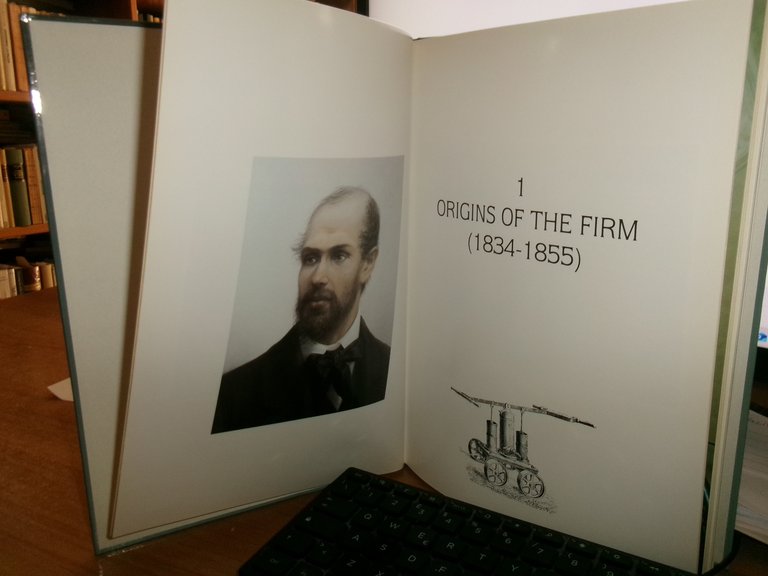 1
ORIGINS OF THE FIRM
(1834-1855)
Q W E R T Y
A S D F
Z X